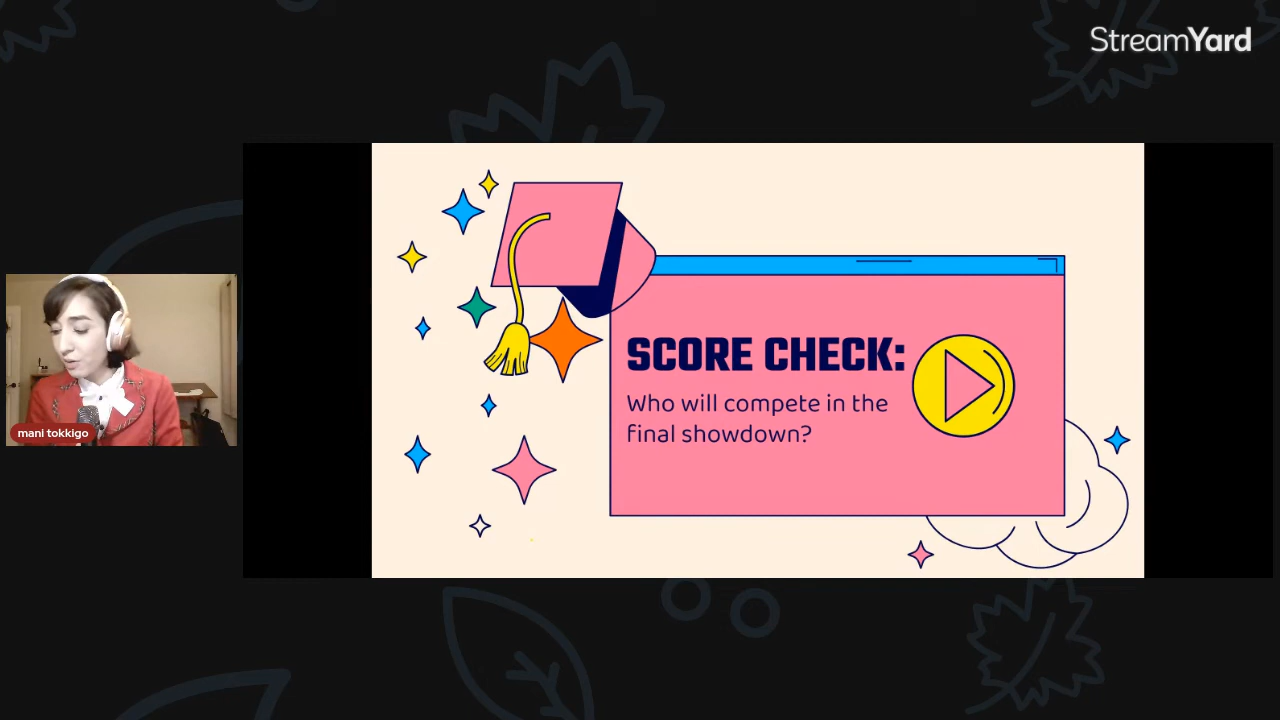 StreamYard
SCORE CHECK:
Who will compete in the
final showdown?
mani tokkigo